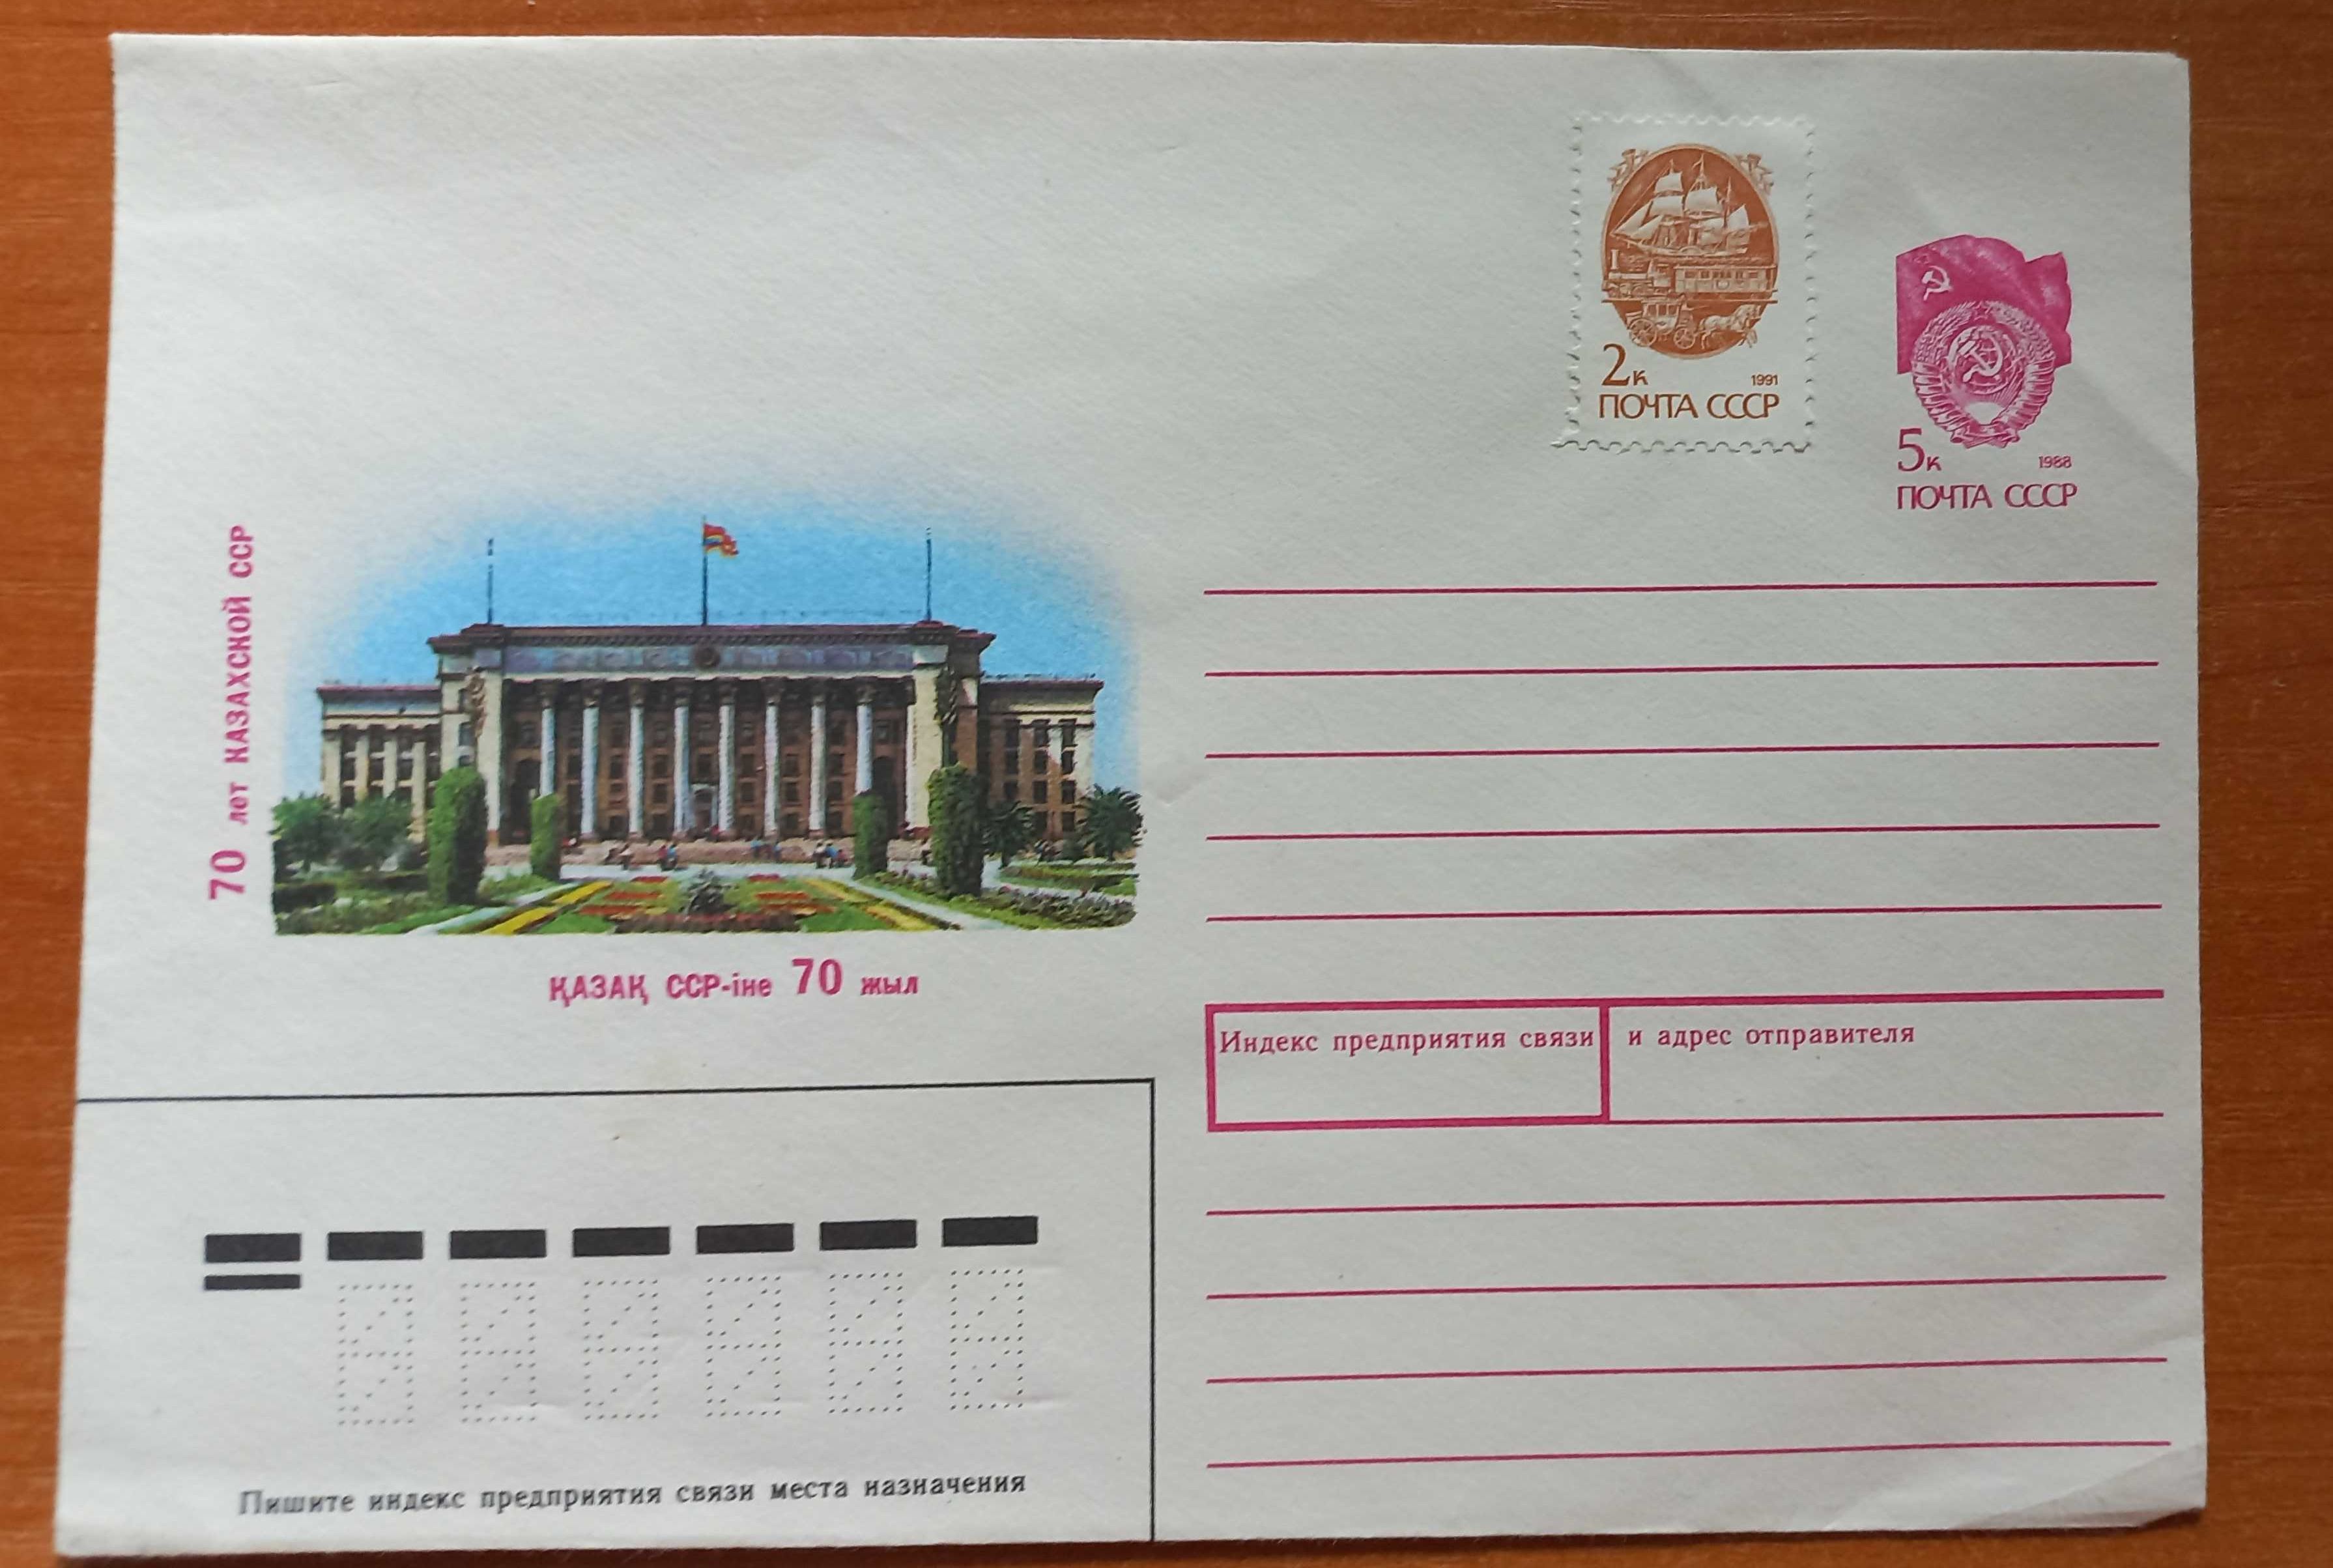 2к 1991
ПОЧТА СССР
5к 1988
ПОЧТА СССР
70 лет КАЗАХСКОЙ ССР
ҚАЗАҚ ССР-іне 70 жыл
Индекс предприятия связи и адрес отправителя
Пишите индекс предприятия связи места назначения